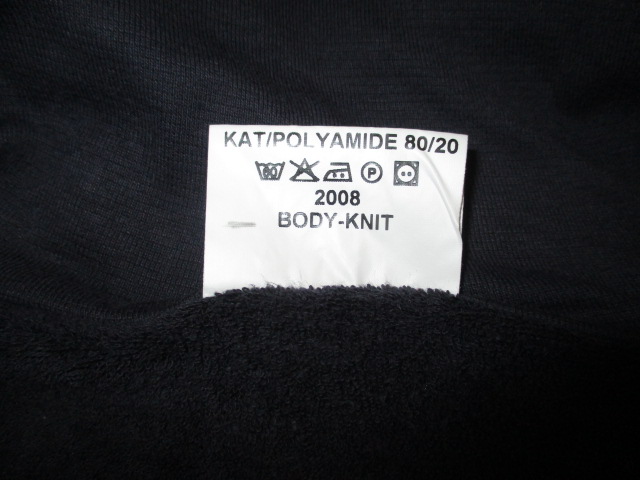 KAT/POLYAMIDE 80/20
P
2008
BODY-KNIT